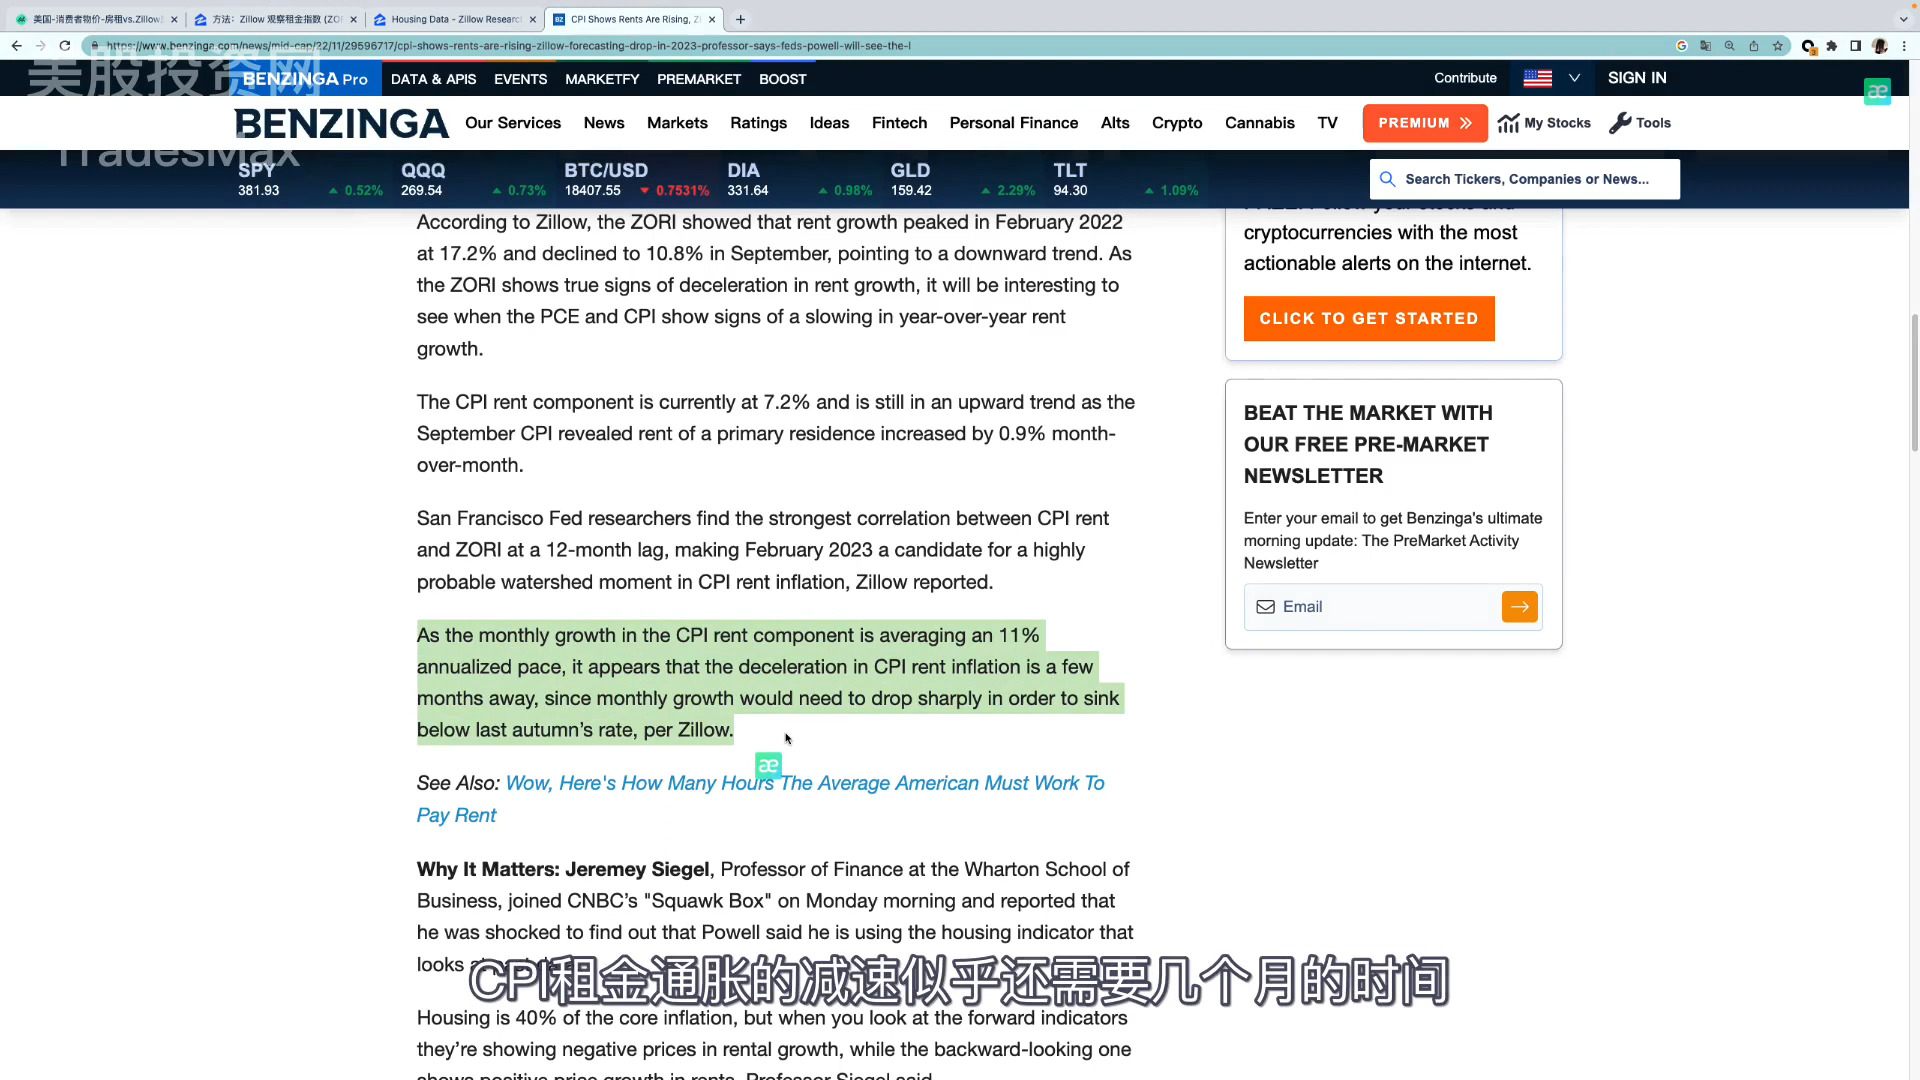 美国-消费者物价-房租vs.Zillow
方法：Zillow 观察租金指数 (ZOR
Housing Data - Zillow Research
CPI Shows Rents Are Rising, Z
https://www.benzinga.com/news/mid-cap/22/11/29596717/cpi-shows-rents-are-rising-zillow-forecasting-drop-in-2023-professor-says-feds-powell-will-see-the-l
美股投资网
TradesMax
BENZINGA Pro DATA & APIS EVENTS MARKETFY PREMARKET BOOST Contribute SIGN IN
BENZINGA Our Services News Markets Ratings Ideas Fintech Personal Finance Alts Crypto Cannabis TV PREMIUM My Stocks Tools
SPY QQQ BTC/USD DIA GLD TLT
381.93 0.52% 269.54 0.73% 18407.55 0.7531% 331.64 0.98% 159.42 2.29% 94.30 1.09%
Search Tickers, Companies or News...
According to Zillow, the ZORI showed that rent growth peaked in February 2022
at 17.2% and declined to 10.8% in September, pointing to a downward trend. As
the ZORI shows true signs of deceleration in rent growth, it will be interesting to
see when the PCE and CPI show signs of a slowing in year-over-year rent
growth.
The CPI rent component is currently at 7.2% and is still in an upward trend as the
September CPI revealed rent of a primary residence increased by 0.9% month-
over-month.
San Francisco Fed researchers find the strongest correlation between CPI rent
and ZORI at a 12-month lag, making February 2023 a candidate for a highly
probable watershed moment in CPI rent inflation, Zillow reported.
As the monthly growth in the CPI rent component is averaging an 11%
annualized pace, it appears that the deceleration in CPI rent inflation is a few
months away, since monthly growth would need to drop sharply in order to sink
below last autumn's rate, per Zillow.
æ
See Also: Wow, Here's How Many Hours The Average American Must Work To
Pay Rent
Why It Matters: Jeremey Siegel, Professor of Finance at the Wharton School of
Business, joined CNBC's "Squawk Box" on Monday morning and reported that
he was shocked to find out that Powell said he is using the housing indicator that
looks
CPI租金通胀的减速似乎还需要几个月的时间
Housing is 40% of the core inflation, but when you look at the forward indicators
they're showing negative prices in rental growth, while the backward-looking one
shows positive price growth in rents, Professor Siegel said.
æ
cryptocurrencies with the most
actionable alerts on the internet.
CLICK TO GET STARTED
BEAT THE MARKET WITH
OUR FREE PRE-MARKET
NEWSLETTER
Enter your email to get Benzinga's ultimate
morning update: The PreMarket Activity
Newsletter
Email